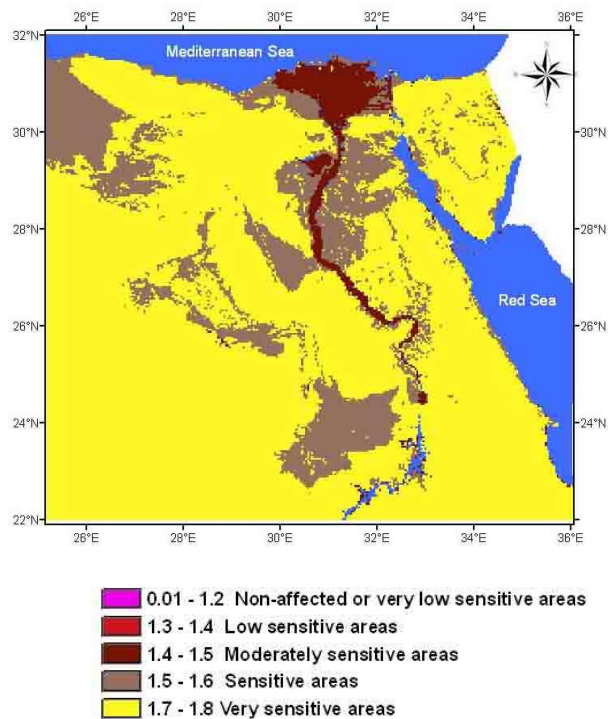 26°E 28°E 30°E 32°E 34°E 36°E
32°N 32°N
Mediterranean Sea
30°N 30°N
28°N 28°N
Red Sea
26°N 26°N
24°N 24°N
22°N 22°N
26°E 28°E 30°E 32°E 34°E 36°E
0.01 - 1.2 Non-affected or very low sensitive areas
1.3 - 1.4 Low sensitive areas
1.4 - 1.5 Moderately sensitive areas
1.5 - 1.6 Sensitive areas
1.7 - 1.8 Very sensitive areas